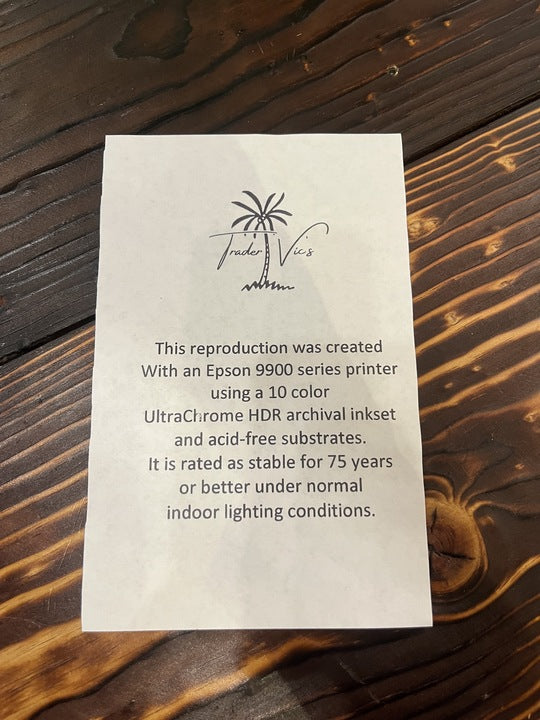 Trader Vic's
This reproduction was created
With an Epson 9900 series printer
using a 10 color
UltraChrome HDR archival inkset
and acid-free substrates.
It is rated as stable for 75 years
or better under normal
indoor lighting conditions.